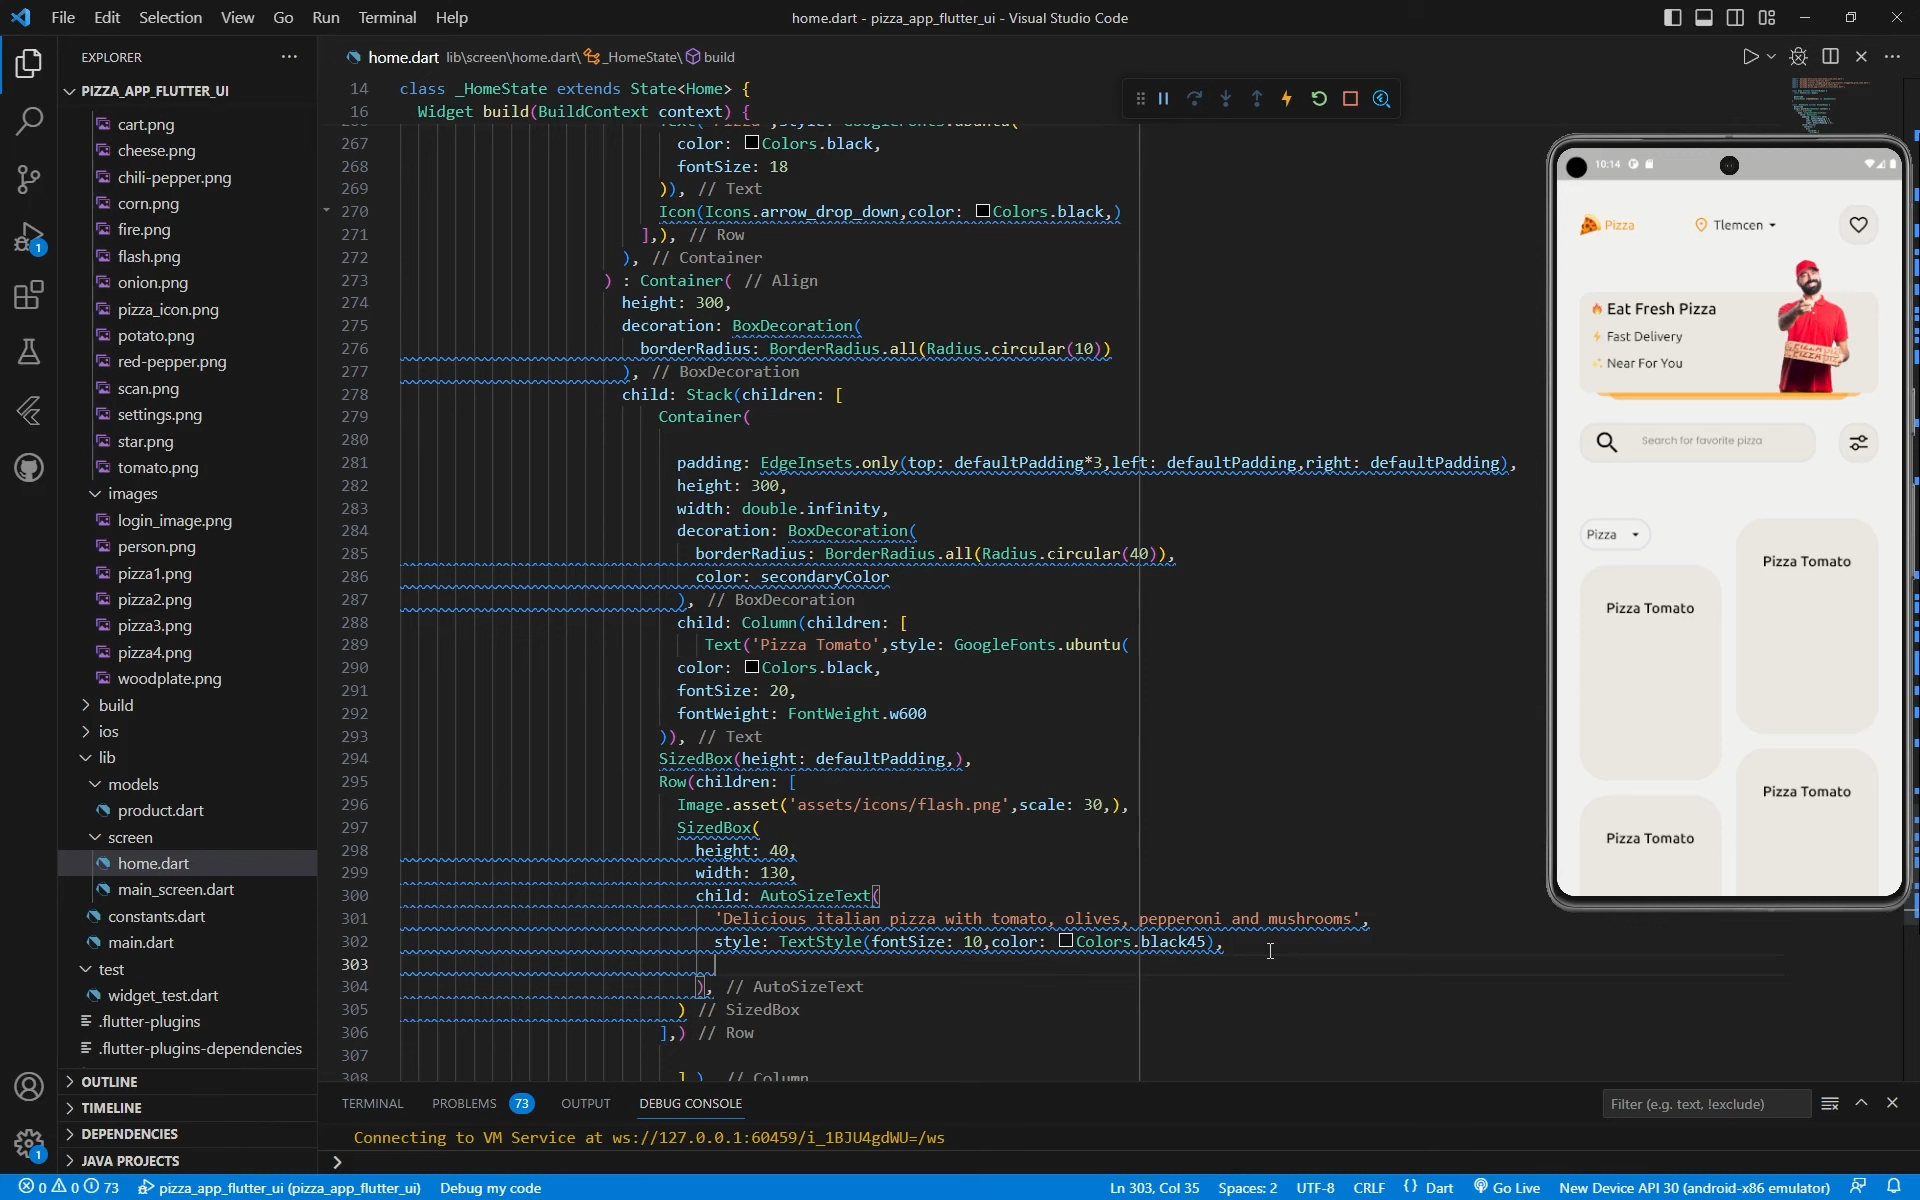 File Edit Selection View Go Run Terminal Help
home.dart - pizza_app_flutter_ui - Visual Studio Code
EXPLORER
PIZZA_APP_FLUTTER_UI
cart.png
cheese.png
chili-pepper.png
corn.png
fire.png
flash.png
onion.png
pizza_icon.png
potato.png
red-pepper.png
scan.png
settings.png
star.png
tomato.png
images
login_image.png
person.png
pizza1.png
pizza2.png
pizza3.png
pizza4.png
woodplate.png
build
ios
lib
models
product.dart
screen
home.dart
main_screen.dart
constants.dart
main.dart
test
widget_test.dart
.flutter-plugins
.flutter-plugins-dependencies
OUTLINE
TIMELINE
DEPENDENCIES
JAVA PROJECTS
1
1
home.dart lib\screen\home.dart\ _HomeState\ build
14 class _HomeState extends State<Home> {
16 Widget build(BuildContext context) {
267 color: Colors.black,
268 fontSize: 18
269 )), // Text
270 Icon(Icons.arrow_drop_down,color: Colors.black,)
271 ],), // Row
272 ), // Container
273 ) : Container( // Align
274 height: 300,
275 decoration: BoxDecoration(
276 borderRadius: BorderRadius.all(Radius.circular(10))
277 ), // BoxDecoration
278 child: Stack(children: [
279 Container(
280
281 padding: EdgeInsets.only(top: defaultPadding*3,left: defaultPadding,right: defaultPadding),
282 height: 300,
283 width: double.infinity,
284 decoration: BoxDecoration(
285 borderRadius: BorderRadius.all(Radius.circular(40)),
286 color: secondaryColor
287 ), // BoxDecoration
288 child: Column(children: [
289 Text('Pizza Tomato',style: GoogleFonts.ubuntu(
290 color: Colors.black,
291 fontSize: 20,
292 fontWeight: FontWeight.w600
293 )), // Text
294 SizedBox(height: defaultPadding,),
295 Row(children: [
296 Image.asset('assets/icons/flash.png',scale: 30,),
297 SizedBox(
298 height: 40,
299 width: 130,
300 child: AutoSizeText(
301 'Delicious italian pizza with tomato, olives, pepperoni and mushrooms',
302 style: TextStyle(fontSize: 10,color: Colors.black45),
303
304 ), // AutoSizeText
305 ) // SizedBox
306 ],) // Row
307
308 ],), // Column
10:14
Pizza
Tlemcen
Eat Fresh Pizza
Fast Delivery
Near For You
PIZZA
PIZZA
Search for favorite pizza
Pizza
Pizza Tomato
Pizza Tomato
Pizza Tomato
Pizza Tomato
TERMINAL PROBLEMS 73 OUTPUT DEBUG CONSOLE
Filter (e.g. text, !exclude)
Connecting to VM Service at ws://127.0.0.1:60459/i_1BJU4gdWU=/ws
0 0 73 pizza_app_flutter_ui (pizza_app_flutter_ui) Debug my code
Ln 303, Col 35 Spaces: 2 UTF-8 CRLF {} Dart Go Live New Device API 30 (android-x86 emulator)